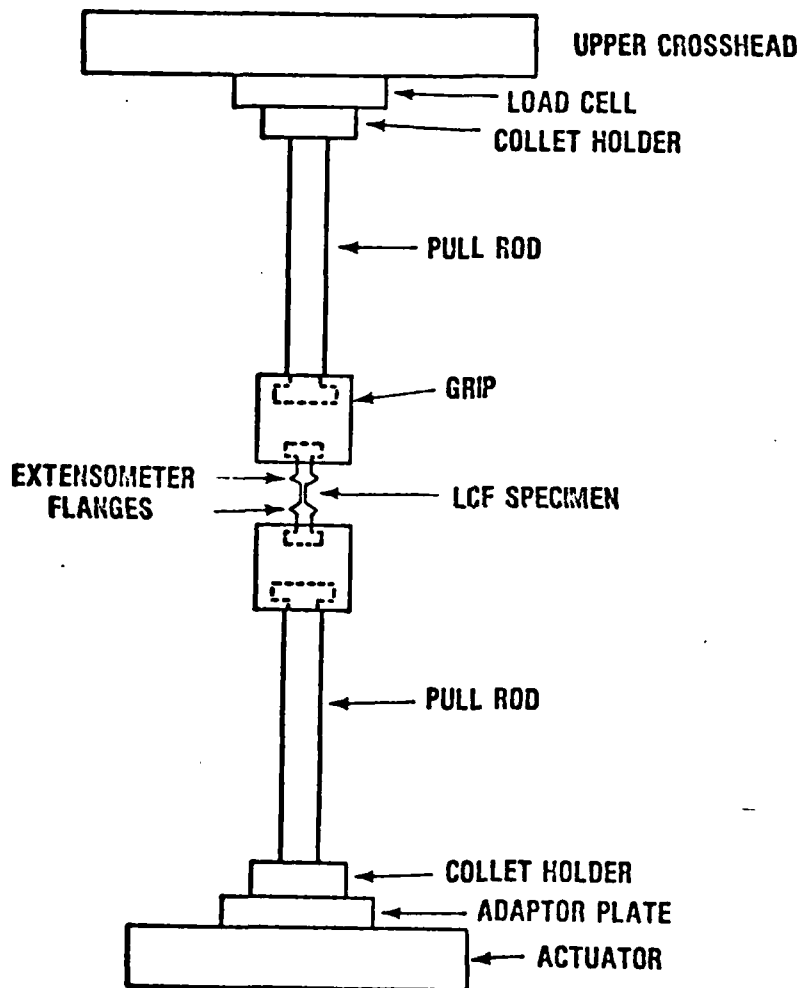 UPPER CROSSHEAD
LOAD CELL
COLLET HOLDER
PULL ROD
GRIP
EXTENSOMETER
FLANGES
LCF SPECIMEN
PULL ROD
COLLET HOLDER
ADAPTOR PLATE
ACTUATOR